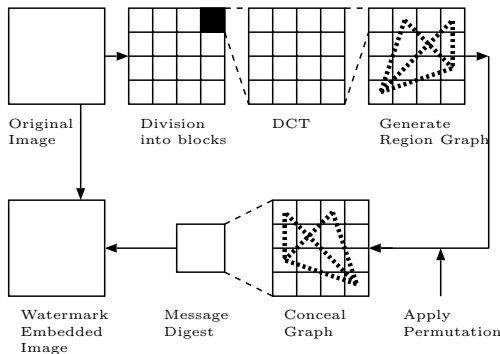 Original
Image
Division
into blocks
DCT
Generate
Region Graph
Watermark
Embedded
Image
Message
Digest
Conceal
Graph
Apply
Permutation